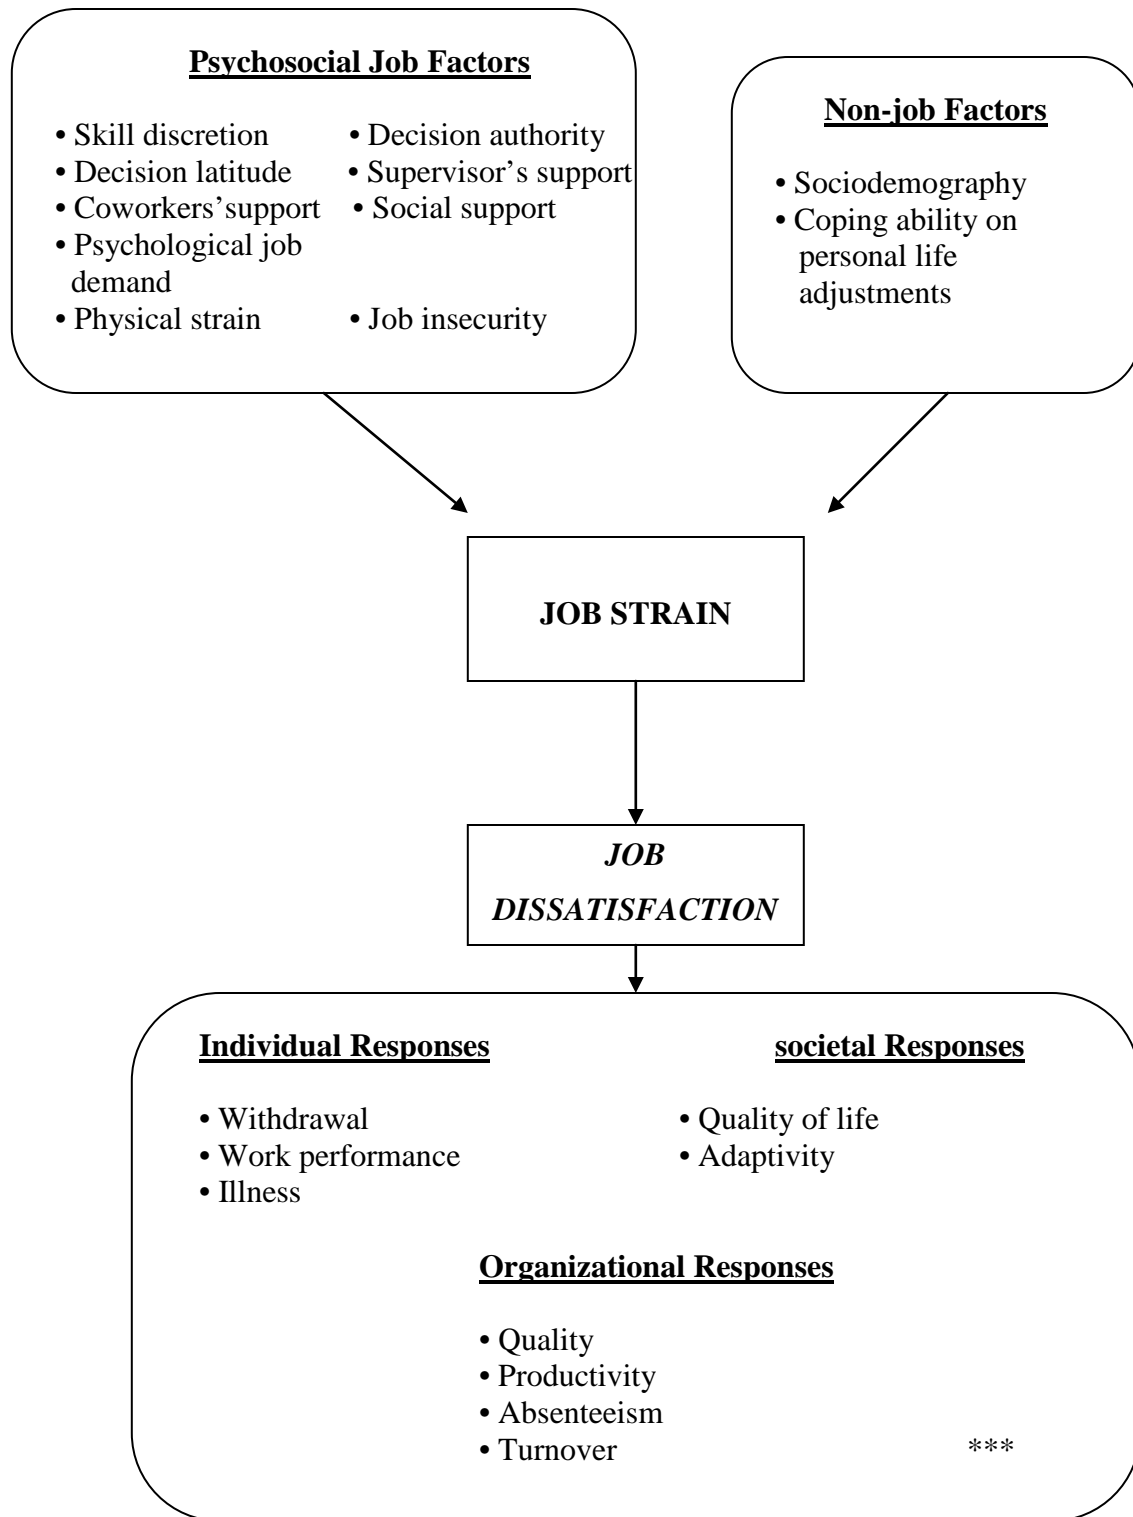 Psychosocial Job Factors
• Skill discretion • Decision authority
• Decision latitude • Supervisor's support
• Coworkers'support • Social support
• Psychological job
demand
• Physical strain • Job insecurity
Non-job Factors
• Sociodemography
• Coping ability on
personal life
adjustments
JOB STRAIN
JOB
DISSATISFACTION
Individual Responses
• Withdrawal
• Work performance
• Illness
societal Responses
• Quality of life
• Adaptivity
Organizational Responses
• Quality
• Productivity
• Absenteeism
• Turnover
***